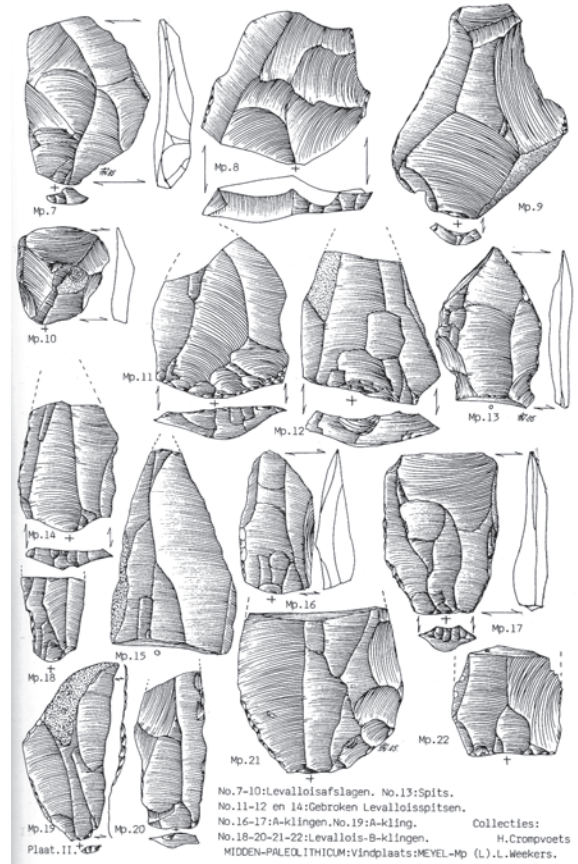 Mp.7
Mp.8
Mp.9
Mp.10
Mp.11
Mp.12
Mp.13
Mp.14
Mp.15
Mp.16
Mp.17
Mp.18
Mp.19
Mp.20
Mp.21
Mp.22
No.7-10:Levalloisafslagen. No.13:Spits.
No.11-12 en 14:Gebroken Levalloisspitsen.
No.16-17:A-klingen.No.19:A-kling.
No.18-20-21-22:Levallois-B-klingen.
Collecties:
H.Crompvoets
Plaat.II.
MIDDEN-PALEOLITHICUM:Vindplaats:MEYEL-Mp (L).L.Weekers.